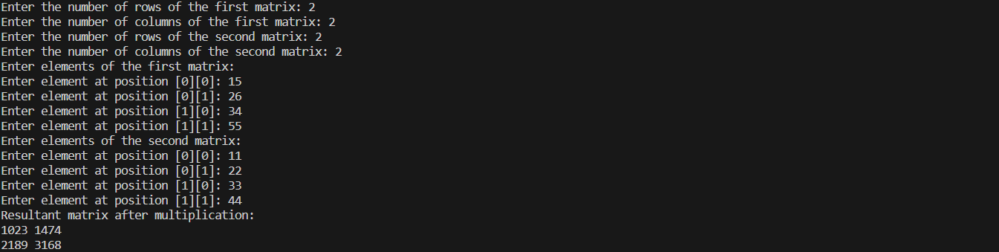 Enter the number of rows of the first matrix: 2
Enter the number of columns of the first matrix: 2
Enter the number of rows of the second matrix: 2
Enter the number of columns of the second matrix: 2
Enter elements of the first matrix:
Enter element at position [0][0]: 15
Enter element at position [0][1]: 26
Enter element at position [1][0]: 34
Enter element at position [1][1]: 55
Enter elements of the second matrix:
Enter element at position [0][0]: 11
Enter element at position [0][1]: 22
Enter element at position [1][0]: 33
Enter element at position [1][1]: 44
Resultant matrix after multiplication:
1023 1474
2189 3168